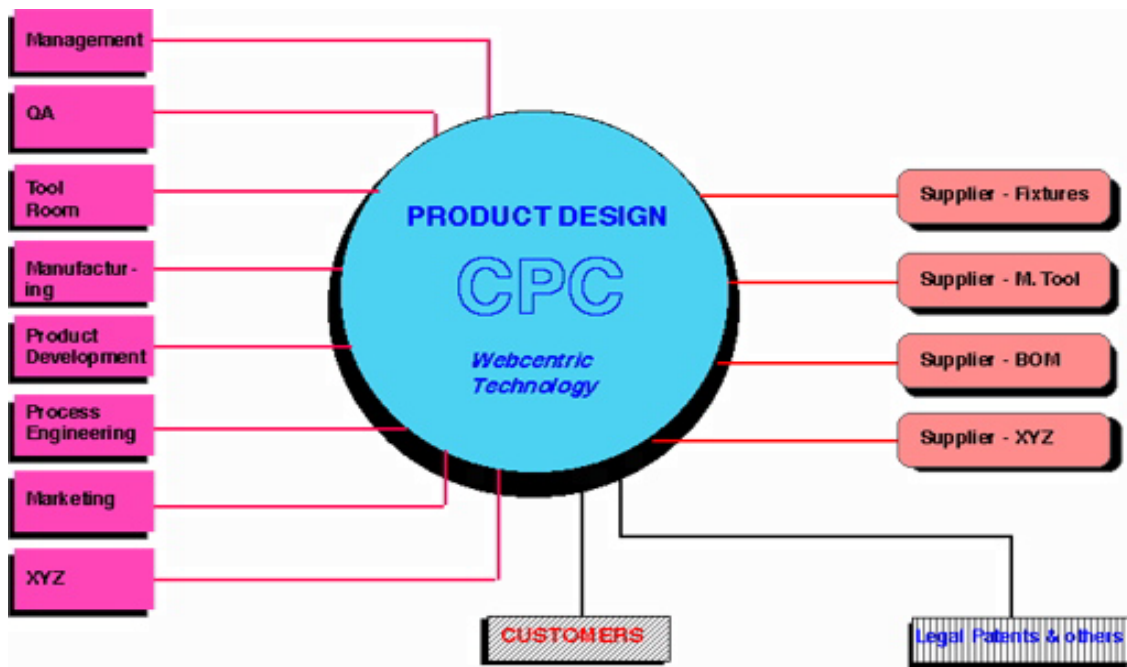 Management
QA
Tool
Room
Manufactur-
ing
Product
Development
Process
Engineering
Marketing
XYZ
PRODUCT DESIGN
CPC
Webcentric
Technology
Supplier - Fixtures
Supplier - M. Tool
Supplier - BOM
Supplier - XYZ
CUSTOMERS
Legal Patents & others